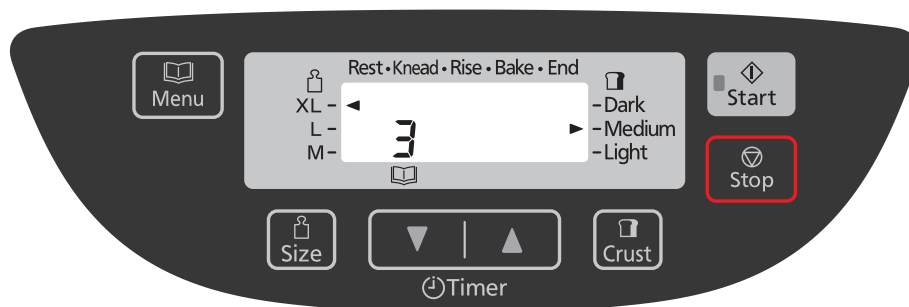 Menu
Rest • Knead • Rise • Bake • End
XL –
L –
M –
3
– Dark
– Medium
– Light
Start
Stop
Size
Timer
Crust